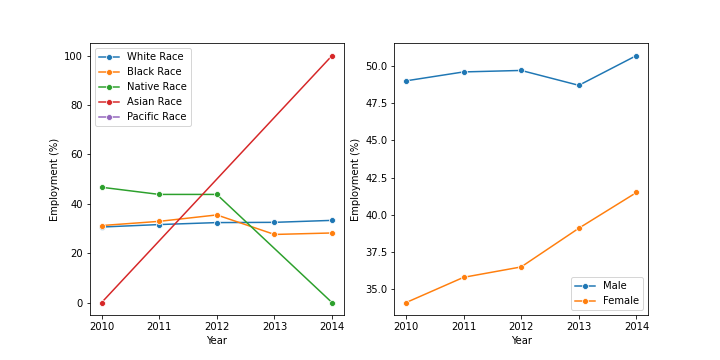 100
80
60
40
20
0
Employment (%)
White Race
Black Race
Native Race
Asian Race
Pacific Race
2010 2011 2012 2013 2014
Year
50.0
47.5
45.0
42.5
40.0
37.5
35.0
Employment (%)
Male
Female
2010 2011 2012 2013 2014
Year